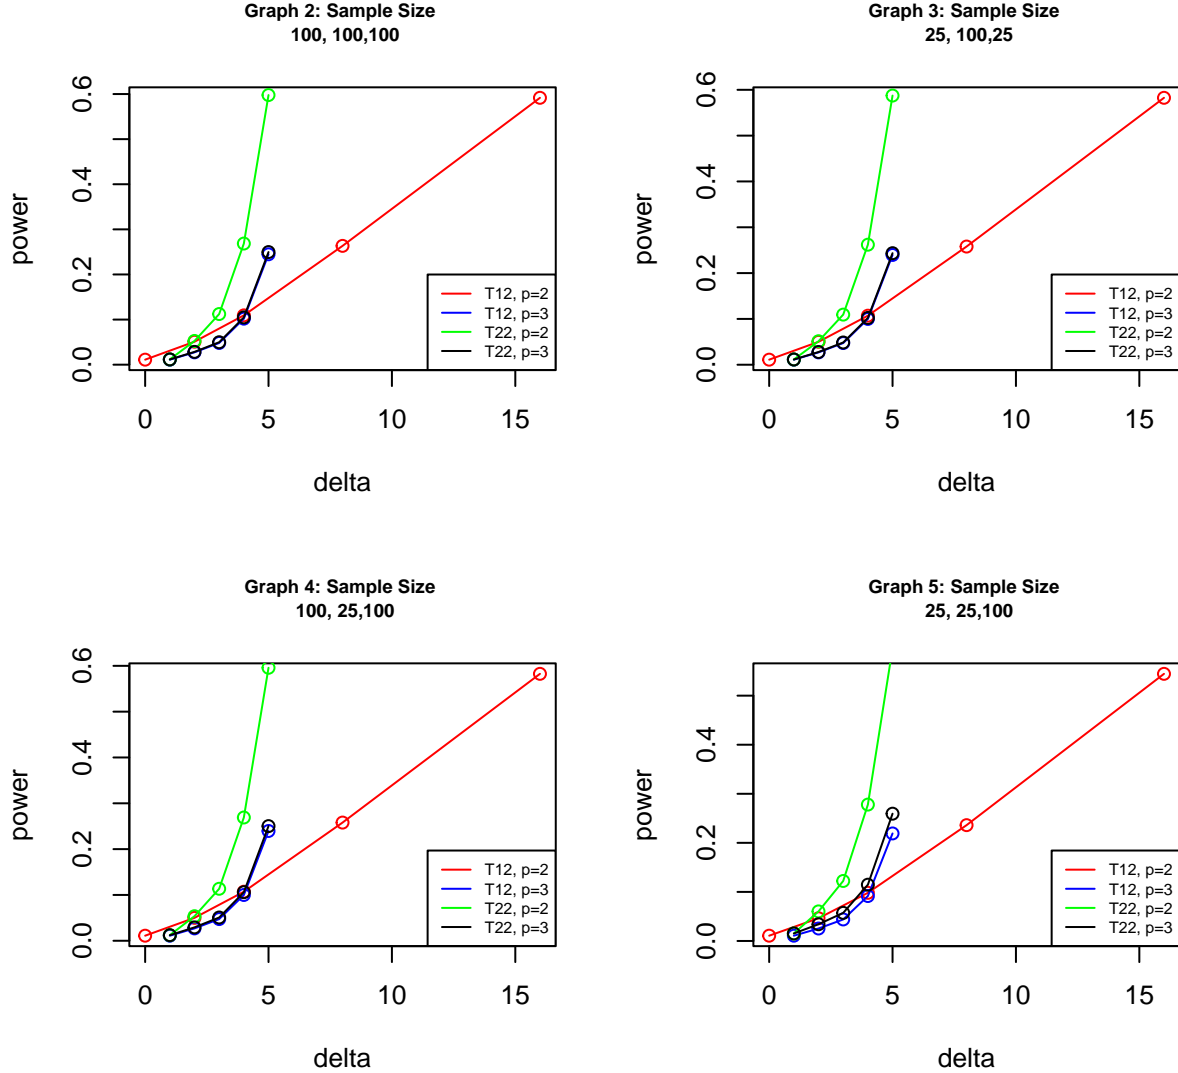 Graph 2: Sample Size
100, 100,100
power
0.6
0.4
0.2
0.0
T12, p=2
T12, p=3
T22, p=2
T22, p=3
0 5 10 15
delta
Graph 3: Sample Size
25, 100,25
power
0.6
0.4
0.2
0.0
T12, p=2
T12, p=3
T22, p=2
T22, p=3
0 5 10 15
delta
Graph 4: Sample Size
100, 25,100
power
0.6
0.4
0.2
0.0
T12, p=2
T12, p=3
T22, p=2
T22, p=3
0 5 10 15
delta
Graph 5: Sample Size
25, 25,100
power
0.4
0.2
0.0
T12, p=2
T12, p=3
T22, p=2
T22, p=3
0 5 10 15
delta